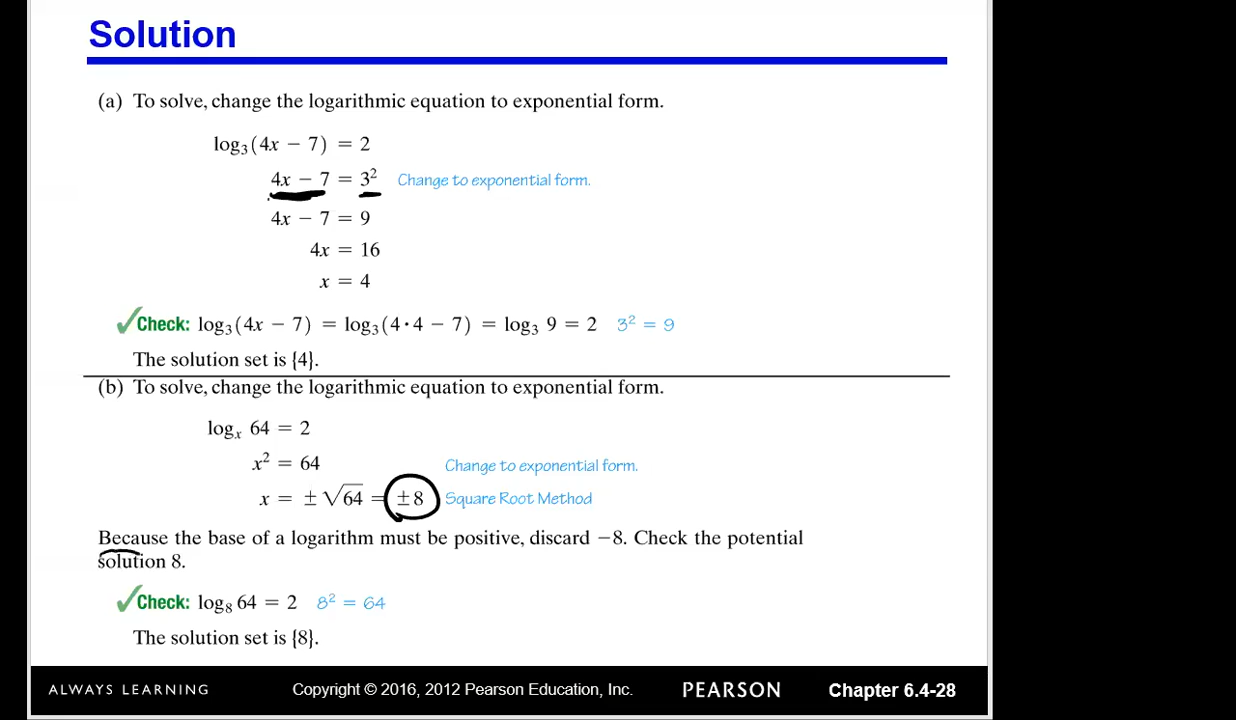 Solution
(a) To solve, change the logarithmic equation to exponential form.
log₃(4x − 7) = 2
4x − 7 = 3² Change to exponential form.
4x − 7 = 9
4x = 16
x = 4
✓Check: log₃(4x − 7) = log₃(4·4 − 7) = log₃ 9 = 2 3² = 9
The solution set is {4}.
(b) To solve, change the logarithmic equation to exponential form.
logₓ 64 = 2
x² = 64 Change to exponential form.
x = ±√64 = ±8 Square Root Method
Because the base of a logarithm must be positive, discard −8. Check the potential
solution 8.
✓Check: log₈ 64 = 2 8² = 64
The solution set is {8}.
ALWAYS LEARNING Copyright © 2016, 2012 Pearson Education, Inc. PEARSON Chapter 6.4-28